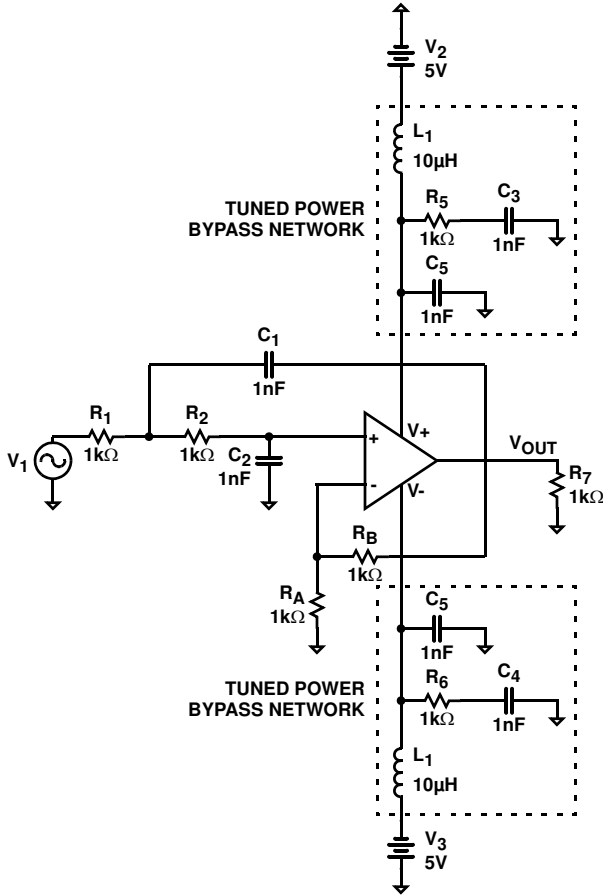 V2
5V
L1
10µH
TUNED POWER
BYPASS NETWORK
R5
1kΩ
C3
1nF
C5
1nF
C1
1nF
R1
1kΩ
R2
1kΩ
C2
1nF
V1
+
-
V+
V-
VOUT
R7
1kΩ
RB
1kΩ
RA
1kΩ
C5
1nF
TUNED POWER
BYPASS NETWORK
R6
1kΩ
C4
1nF
L1
10µH
V3
5V